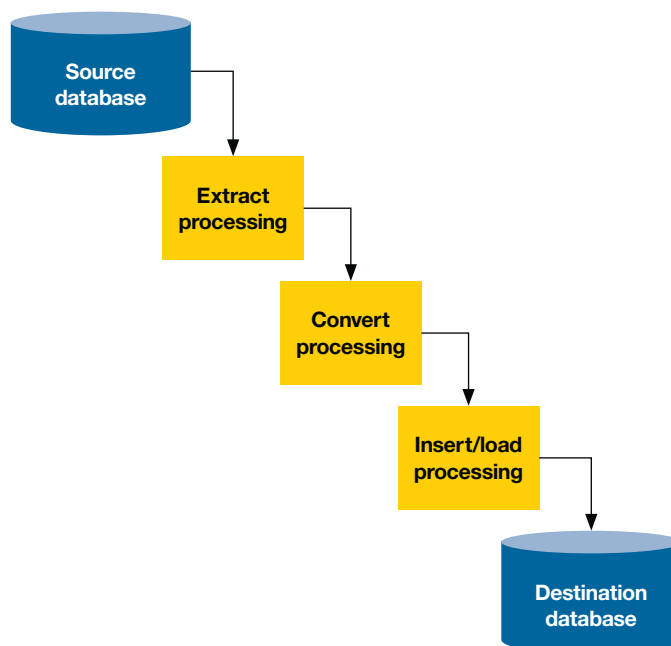 Source
database
Extract
processing
Convert
processing
Insert/load
processing
Destination
database